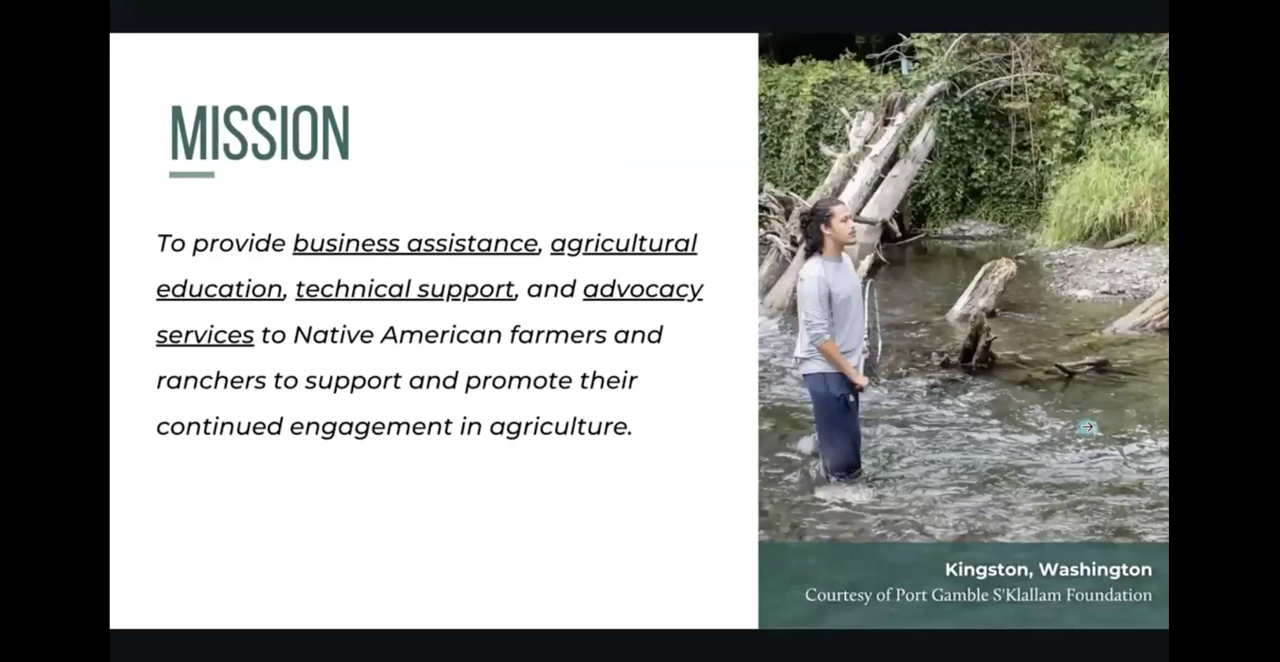 MISSION
To provide business assistance, agricultural
education, technical support, and advocacy
services to Native American farmers and
ranchers to support and promote their
continued engagement in agriculture.
Kingston, Washington
Courtesy of Port Gamble S'Klallam Foundation